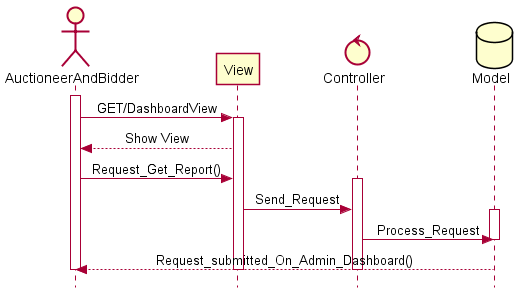 AuctioneerAndBidder
View
Controller
Model
GET/DashboardView
Show View
Request_Get_Report()
Send_Request
Process_Request
Request_submitted_On_Admin_Dashboard()